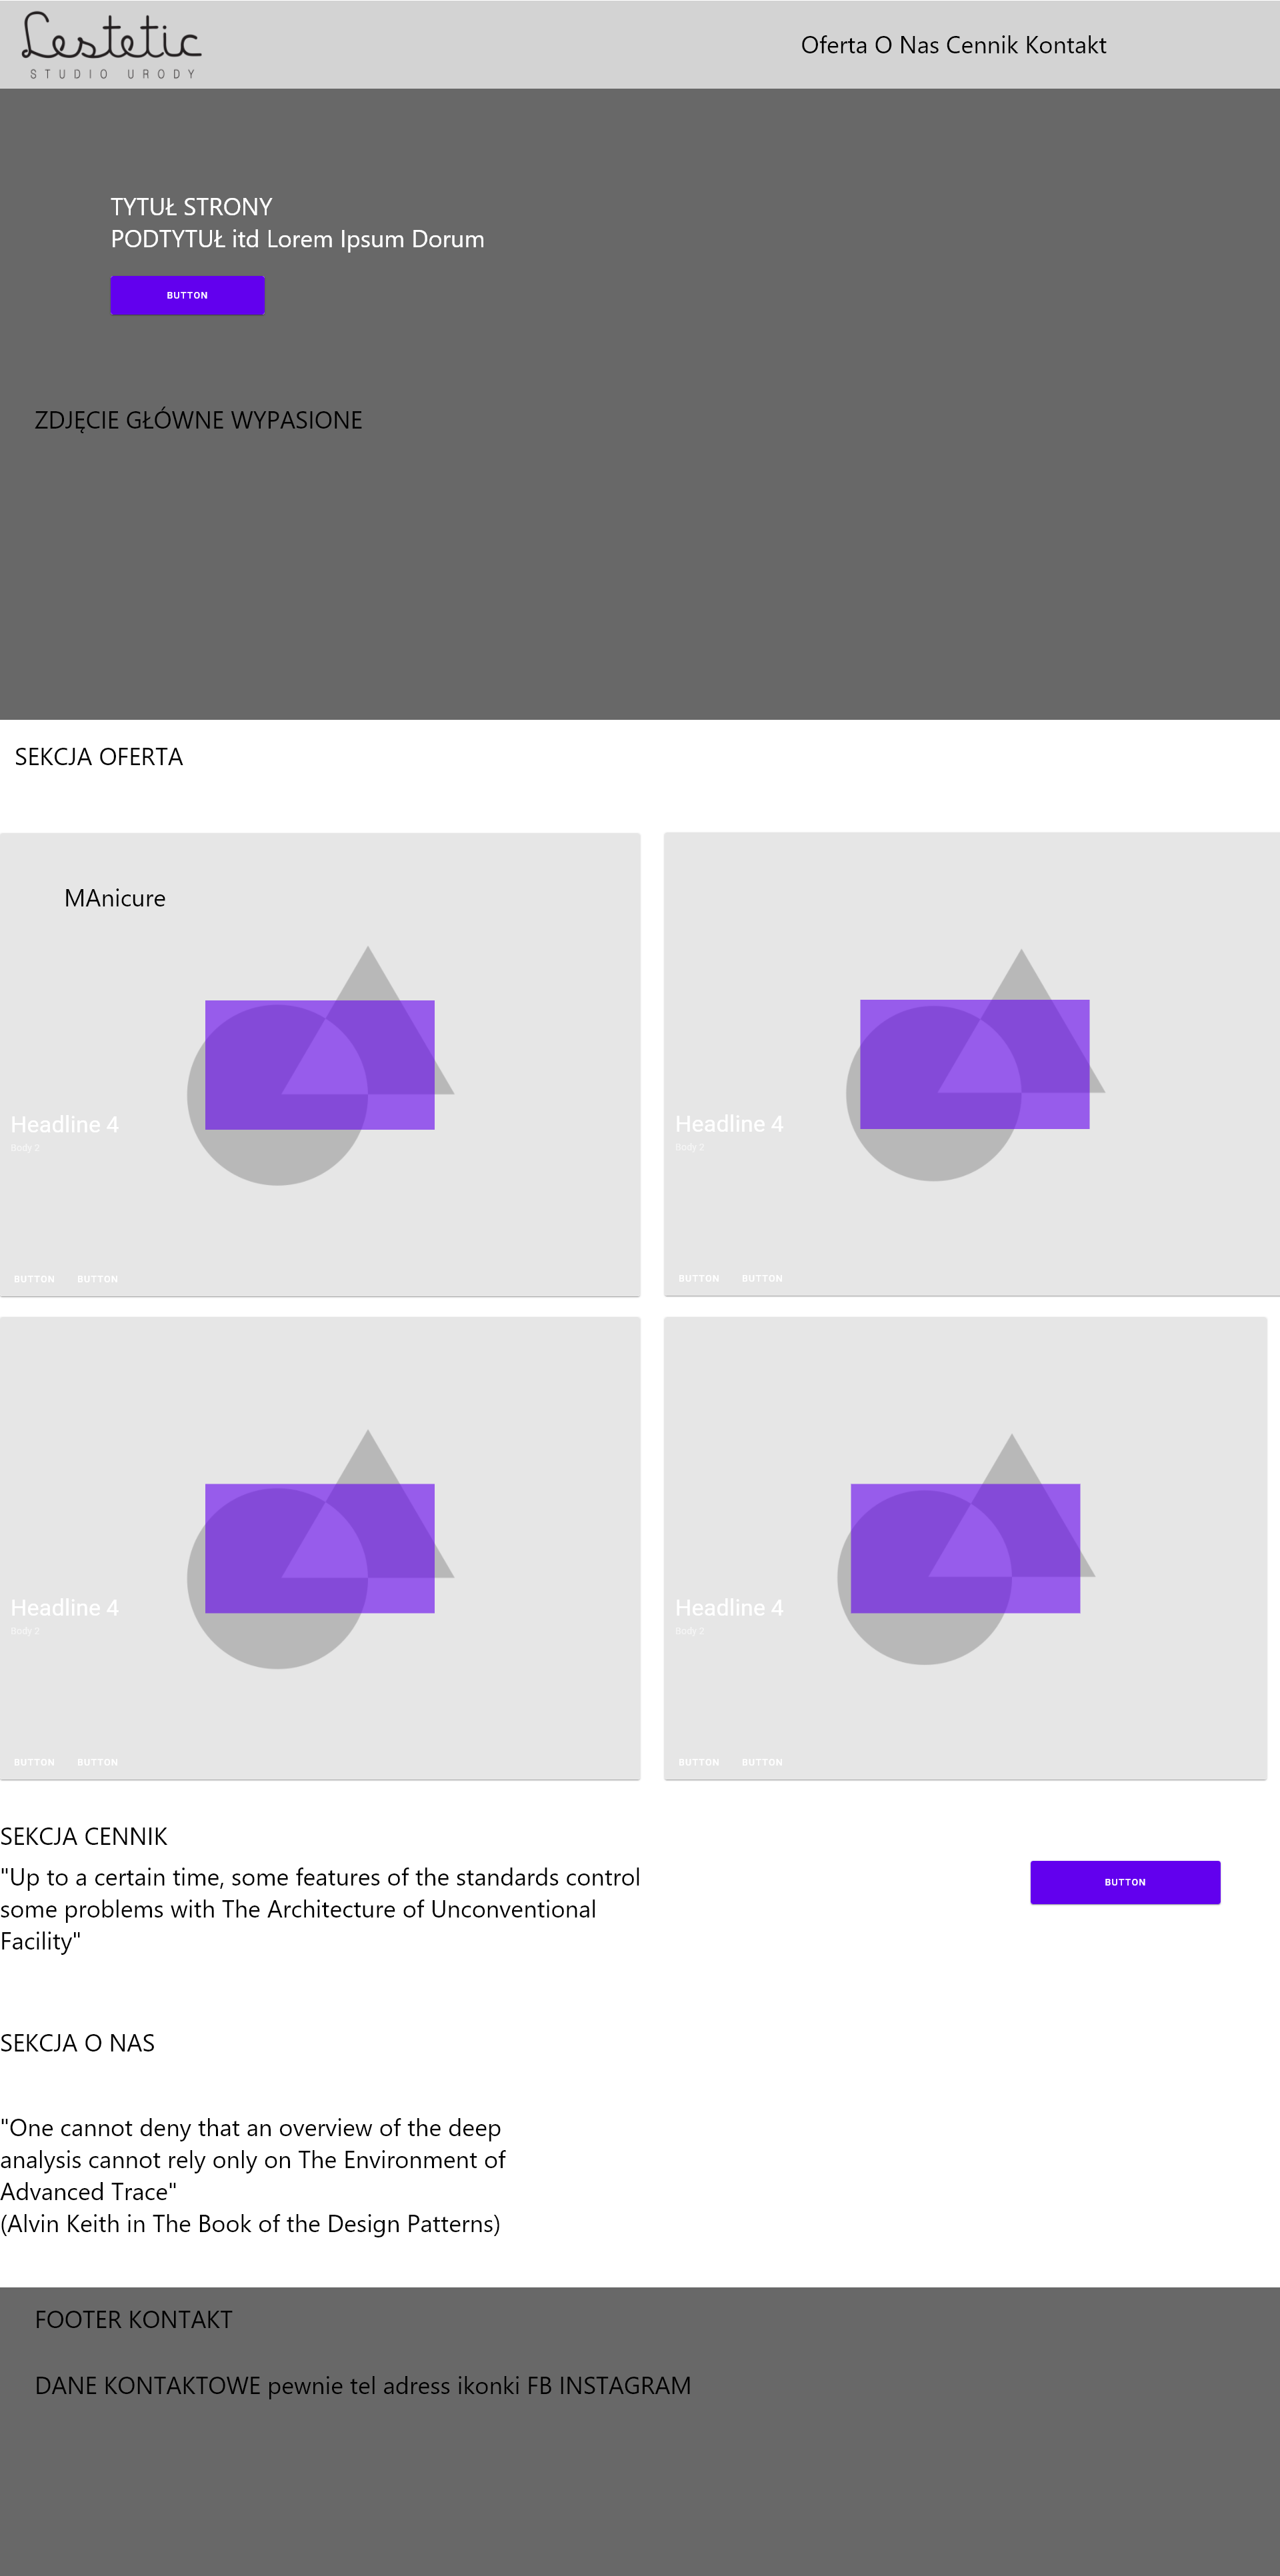 Lestetic
STUDIO URODY
Oferta O Nas Cennik Kontakt
TYTUŁ STRONY
PODTYTUŁ itd Lorem Ipsum Dorum
BUTTON
ZDJĘCIE GŁÓWNE WYPASIONE
SEKCJA OFERTA
MAnicure
Headline 4
Body 2
BUTTON BUTTON
Headline 4
Body 2
BUTTON BUTTON
Headline 4
Body 2
BUTTON BUTTON
Headline 4
Body 2
BUTTON BUTTON
SEKCJA CENNIK
"Up to a certain time, some features of the standards control
some problems with The Architecture of Unconventional
Facility"
BUTTON
SEKCJA O NAS
"One cannot deny that an overview of the deep
analysis cannot rely only on The Environment of
Advanced Trace"
(Alvin Keith in The Book of the Design Patterns)
FOOTER KONTAKT
DANE KONTAKTOWE pewnie tel adress ikonki FB INSTAGRAM